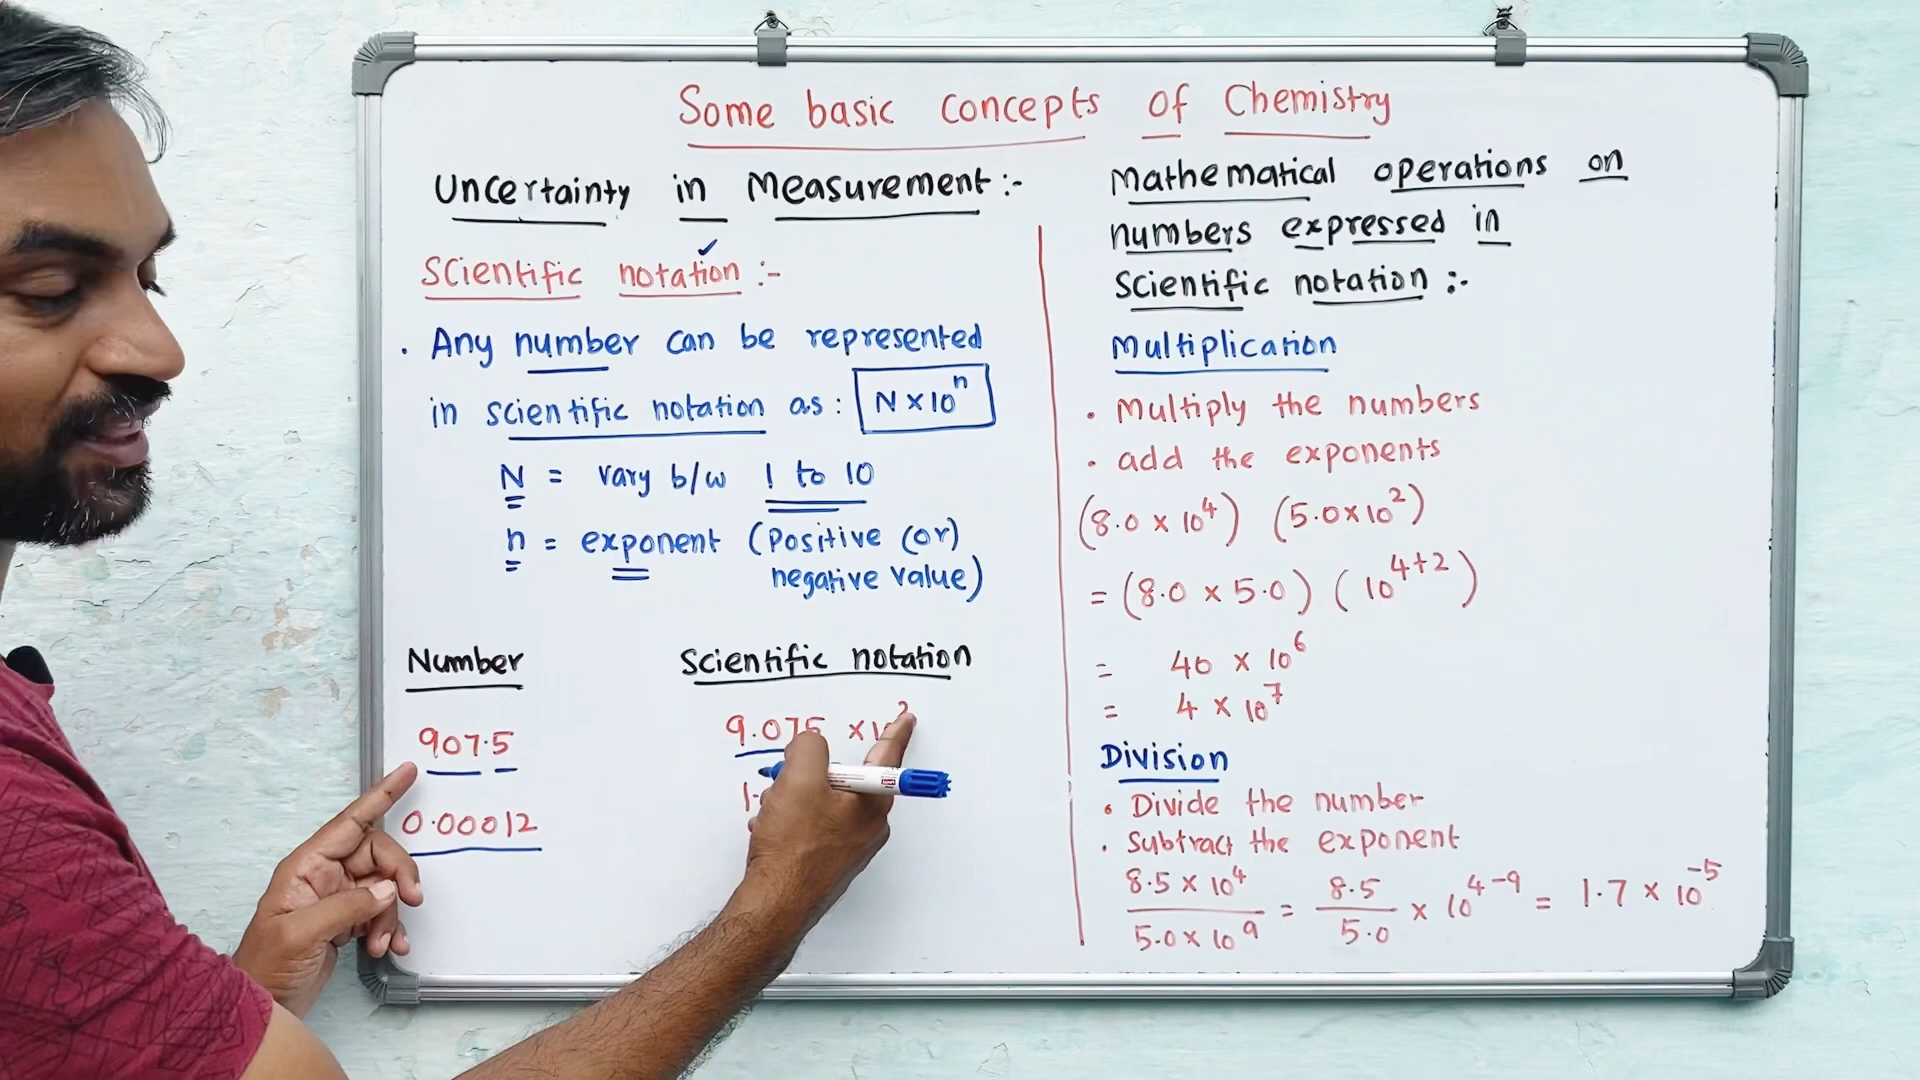 Some basic concepts of Chemistry
Uncertainty in Measurement :-
Scientific notation :-
. Any number can be represented
in scientific notation as : N × 10ⁿ
N = vary b/w 1 to 10
n = exponent (Positive (or)
negative value)
Number Scientific notation
907.5 9.075 ×
0.00012
Mathematical operations on
numbers expressed in
Scientific notation :-
Multiplication
. Multiply the numbers
. add the exponents
(8.0 × 10⁴) (5.0 × 10²)
= (8.0 × 5.0) (10⁴⁺²)
= 40 × 10⁶
= 4 × 10⁷
Division
. Divide the number
. Subtract the exponent
8.5 × 10⁴ / 5.0 × 10⁹ = 8.5 / 5.0 × 10⁴⁻⁹ = 1.7 × 10⁻⁵